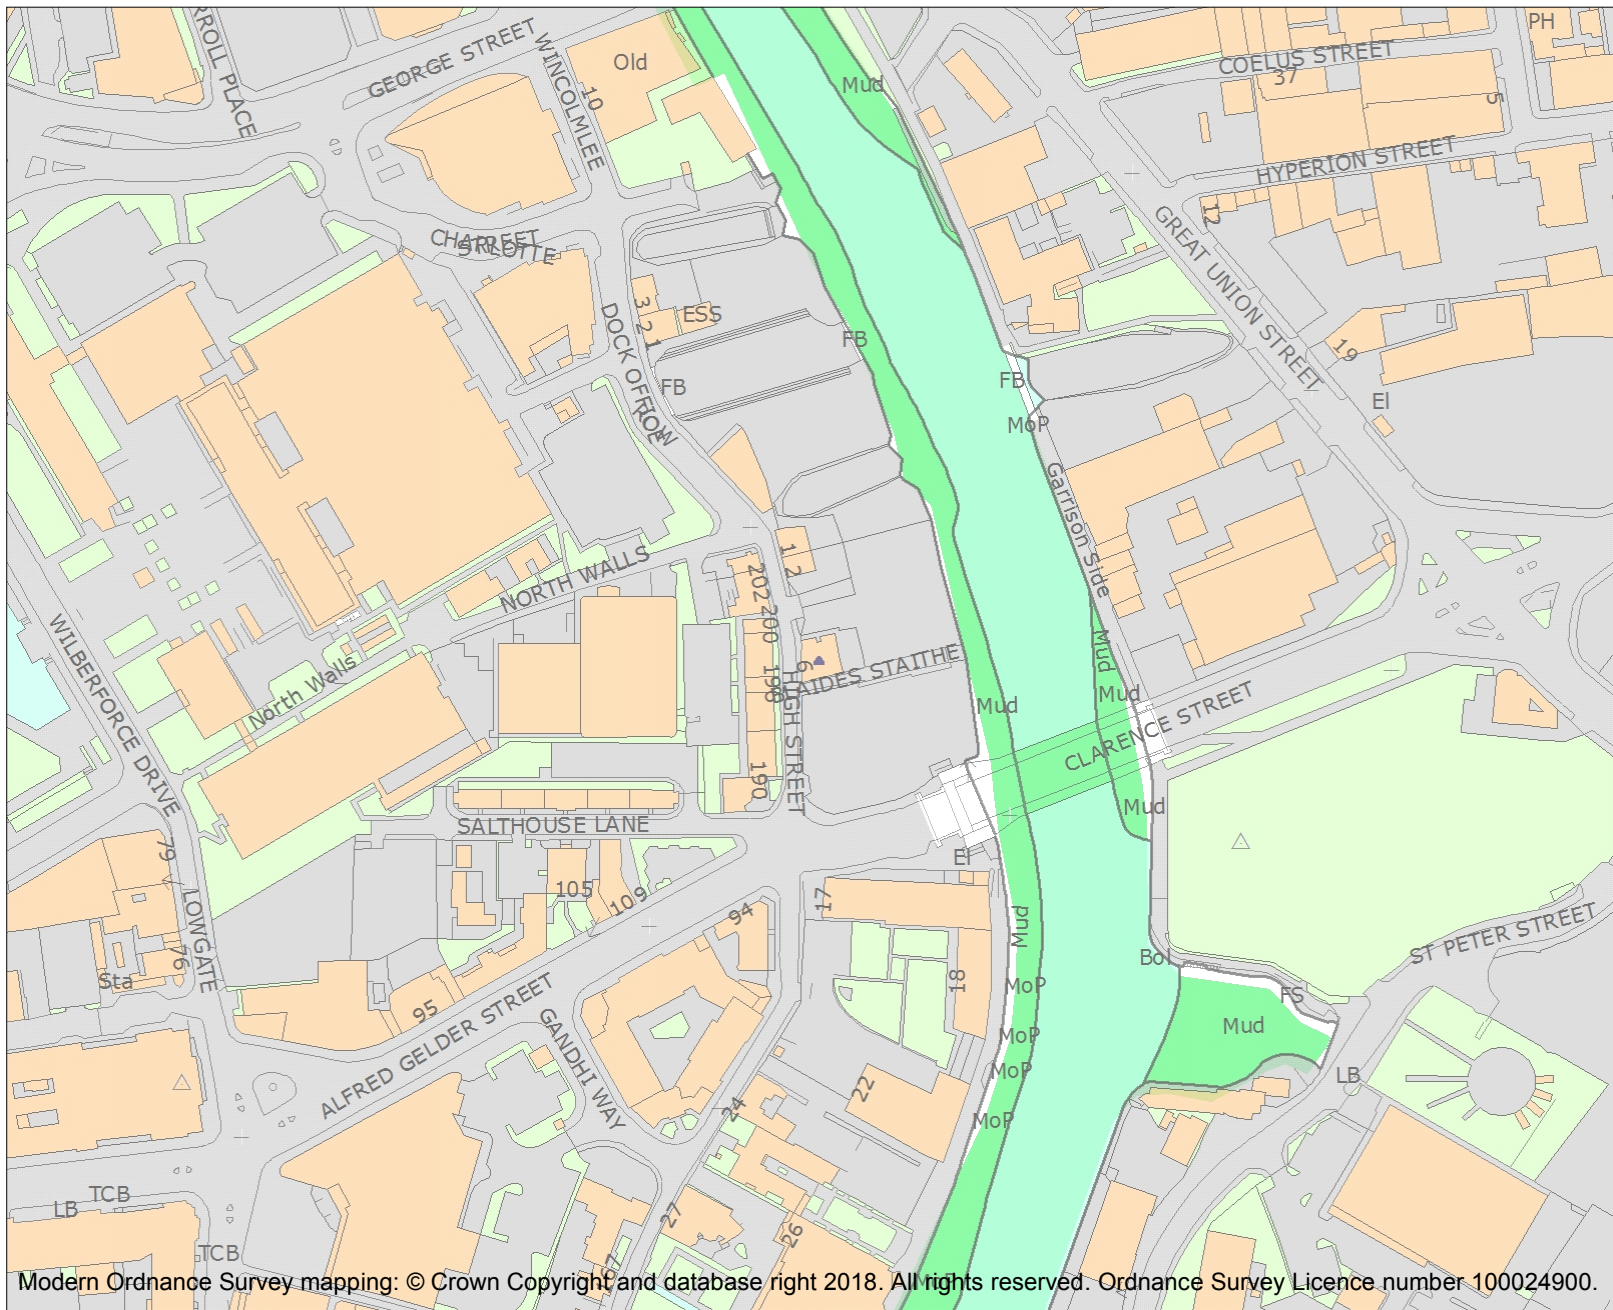 RROLL PLACE
GEORGE STREET
WINCOLMLEE
10
Old
Mud
COELUS STREET
37
5
PH
HYPERION STREET
12
GREAT UNION STREET
CHARLOTTE
STREET
3
2
1
ESS
FB
FB
DOCK OFFICE
ROW
FB
MoP
19
El
Garrison Side
NORTH WALLS
1
2
202
200
6
198
BLAIDES STAITHE
HIGH STREET
190
WILBERFORCE DRIVE
North Walls
Mud
Mud
Mud
CLARENCE STREET
Mud
SALTHOUSE LANE
79
El
105
109
94
17
LOWGATE
76
Sta
Mud
18
Bol
ST PETER STREET
MoP
FS
Mud
95
ALFRED GELDER STREET
GANDHI WAY
MoP
MoP
LB
22
24
MoP
TCB
LB
27
26
TCB
67
Modern Ordnance Survey mapping: © Crown Copyright and database right 2018. All rights reserved. Ordnance Survey Licence number 100024900.